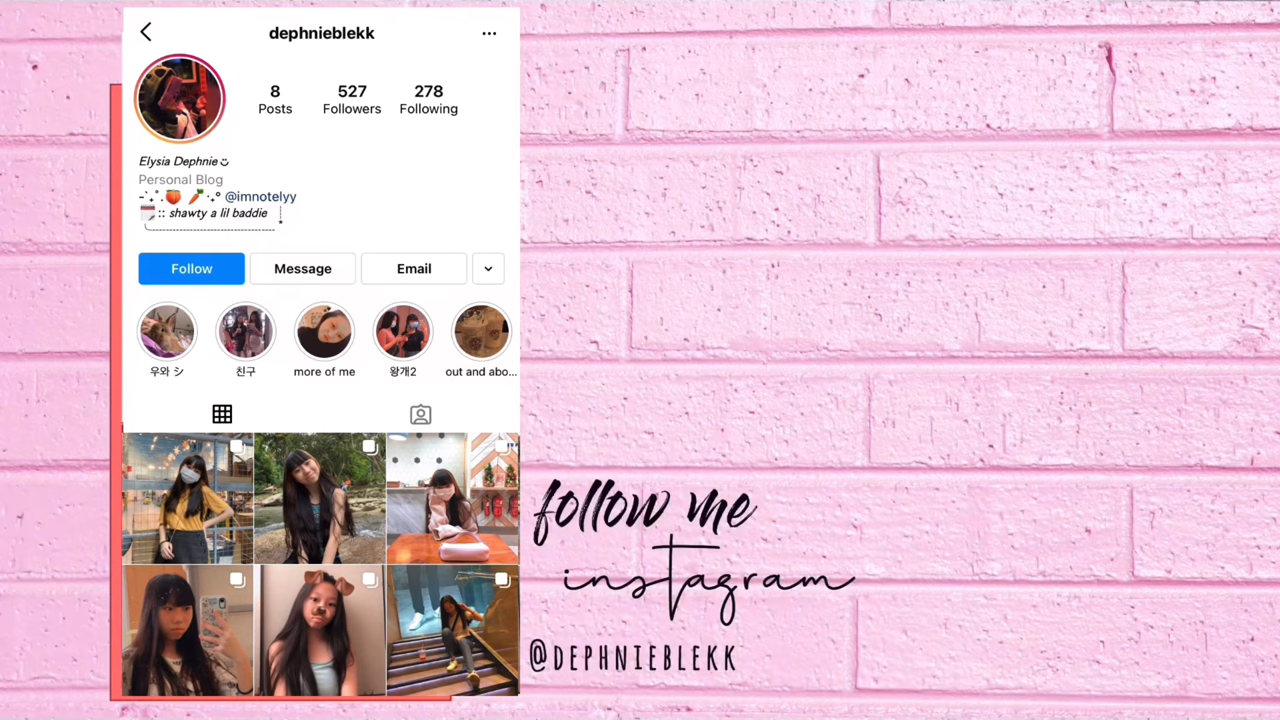 dephnieblekk
8 527 278
Posts Followers Following
Elysia Dephnie
Personal Blog
@imnotelyy
:: shawty a lil baddie
Follow Message Email
우와 シ 친구 more of me 왕개2 out and abo...
follow me
instagram
@DEPHNIEBLEKK